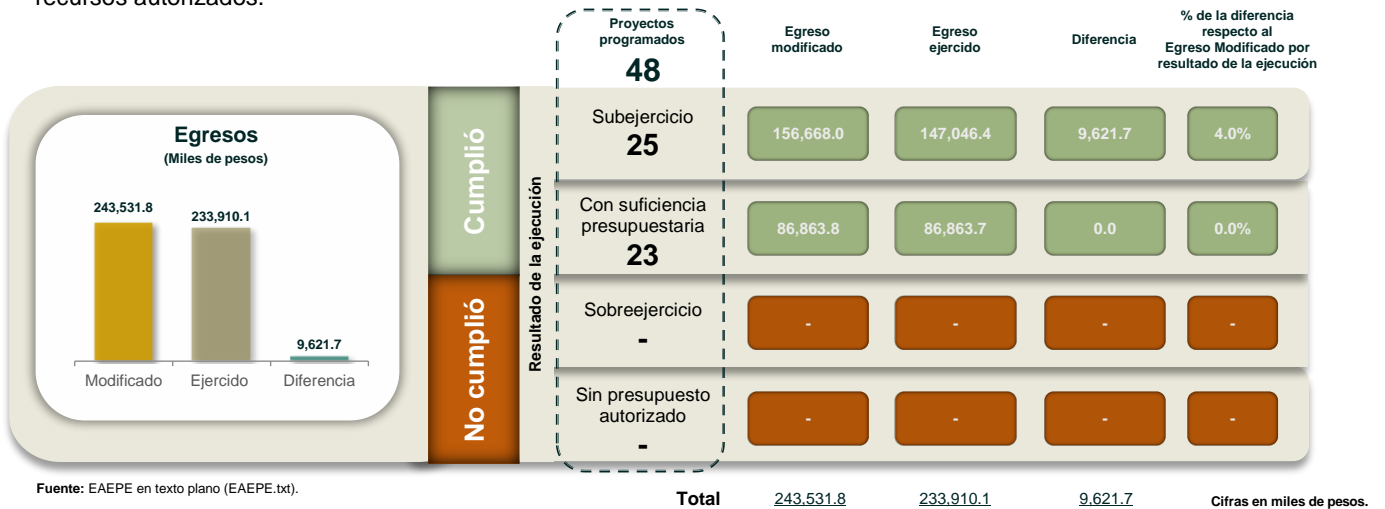 recursos autorizados.
Proyectos
programados
48
Egreso
modificado
Egreso
ejercido
Diferencia
% de la diferencia
respecto al
Egreso Modificado por
resultado de la ejecución
Egresos
(Miles de pesos)
243,531.8
233,910.1
9,621.7
Modificado
Ejercido
Diferencia
Cumplió
No cumplió
Resultado de la ejecución
Subejercicio
25
156,668.0
147,046.4
9,621.7
4.0%
Con suficiencia
presupuestaria
23
86,863.8
86,863.7
0.0
0.0%
Sobreejercicio
-
-
-
-
-
Sin presupuesto
autorizado
-
-
-
-
-
Fuente: EAEPE en texto plano (EAEPE.txt).
Total
243,531.8
233,910.1
9,621.7
Cifras en miles de pesos.